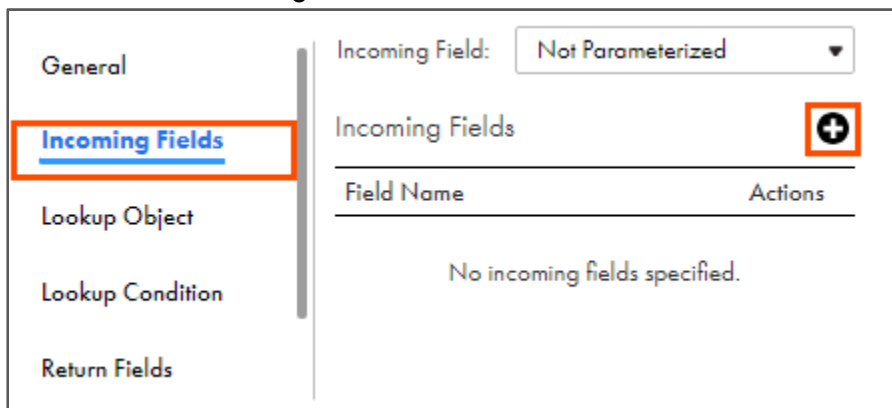 General
Incoming Fields
Lookup Object
Lookup Condition
Return Fields
Incoming Field: Not Parameterized
Incoming Fields
Field Name Actions
No incoming fields specified.